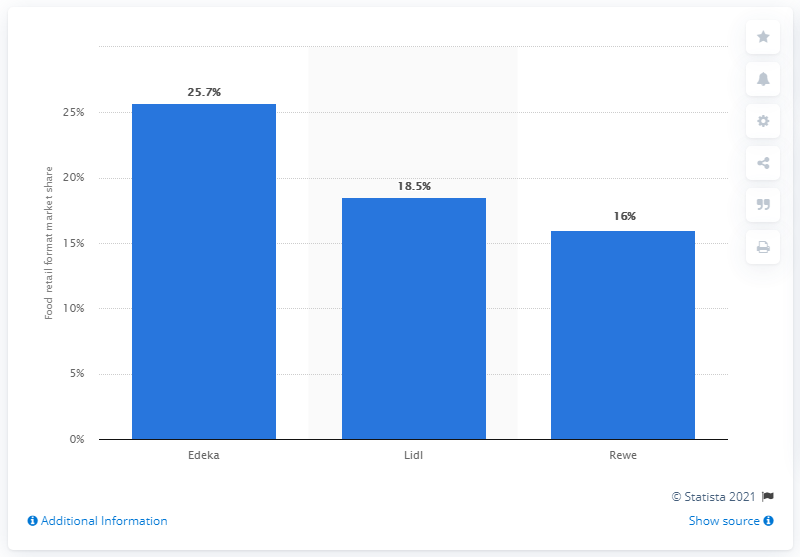 25.7%
25%
18.5%
20%
16%
15%
10%
5%
0%
Food retail format market share
Edeka
Lidl
Rewe
© Statista 2021
Additional Information
Show source